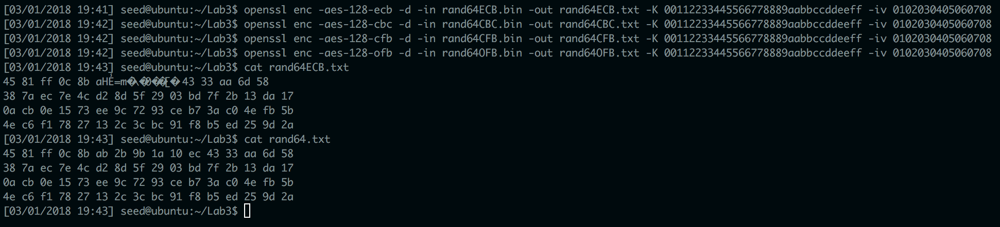 [03/01/2018 19:41] seed@ubuntu:~/Lab3$ openssl enc -aes-128-ecb -d -in rand64ECB.bin -out rand64ECB.txt -K 00112233445566778889aabbccddeeff -iv 0102030405060708
[03/01/2018 19:42] seed@ubuntu:~/Lab3$ openssl enc -aes-128-cbc -d -in rand64CBC.bin -out rand64CBC.txt -K 00112233445566778889aabbccddeeff -iv 0102030405060708
[03/01/2018 19:42] seed@ubuntu:~/Lab3$ openssl enc -aes-128-cfb -d -in rand64CFB.bin -out rand64CFB.txt -K 00112233445566778889aabbccddeeff -iv 0102030405060708
[03/01/2018 19:42] seed@ubuntu:~/Lab3$ openssl enc -aes-128-ofb -d -in rand64OFB.bin -out rand64OFB.txt -K 00112233445566778889aabbccddeeff -iv 0102030405060708
[03/01/2018 19:43] seed@ubuntu:~/Lab3$ cat rand64ECB.txt
45 81 ff 0c 8b 43 33 aa 6d 58
38 7a ec 7e 4c d2 8d 5f 29 03 bd 7f 2b 13 da 17
0a cb 0e 15 73 ee 9c 72 93 ce b7 3a c0 4e fb 5b
4e c6 f1 78 27 13 2c 3c bc 91 f8 b5 ed 25 9d 2a
[03/01/2018 19:43] seed@ubuntu:~/Lab3$ cat rand64.txt
45 81 ff 0c 8b ab 2b 9b 1a 10 ec 43 33 aa 6d 58
38 7a ec 7e 4c d2 8d 5f 29 03 bd 7f 2b 13 da 17
0a cb 0e 15 73 ee 9c 72 93 ce b7 3a c0 4e fb 5b
4e c6 f1 78 27 13 2c 3c bc 91 f8 b5 ed 25 9d 2a
[03/01/2018 19:43] seed@ubuntu:~/Lab3$